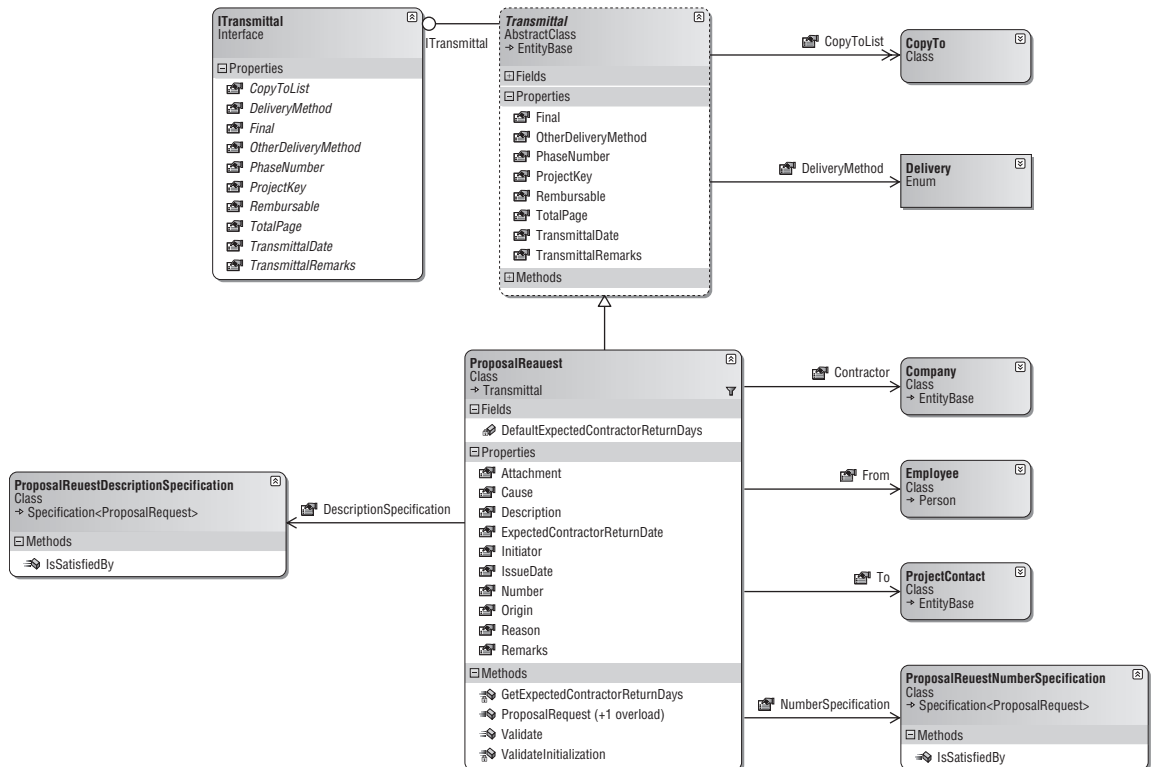 ITransmittal
Interface
Properties
CopyToList
DeliveryMethod
Final
OtherDeliveryMethod
PhaseNumber
ProjectKey
Rembursable
TotalPage
TransmittalDate
TransmittalRemarks
ITransmittal
Transmittal
AbstractClass
→ EntityBase
Fields
Properties
Final
OtherDeliveryMethod
PhaseNumber
ProjectKey
Rembursable
TotalPage
TransmittalDate
TransmittalRemarks
Methods
CopyToList
CopyTo
Class
DeliveryMethod
Delivery
Enum
ProposalReauest
Class
→ Transmittal
Fields
DefaultExpectedContractorReturnDays
Properties
Attachment
Cause
Description
ExpectedContractorReturnDate
Initiator
IssueDate
Number
Origin
Reason
Remarks
Methods
GetExpectedContractorReturnDays
ProposalRequest (+1 overload)
Validate
ValidateInitialization
DescriptionSpecification
ProposalReuestDescriptionSpecification
Class
→ Specification<ProposalRequest>
Methods
IsSatisfiedBy
Contractor
Company
Class
→ EntityBase
From
Employee
Class
→ Person
To
ProjectContact
Class
→ EntityBase
NumberSpecification
ProposalReuestNumberSpecification
Class
→ Specification<ProposalRequest>
Methods
IsSatisfiedBy